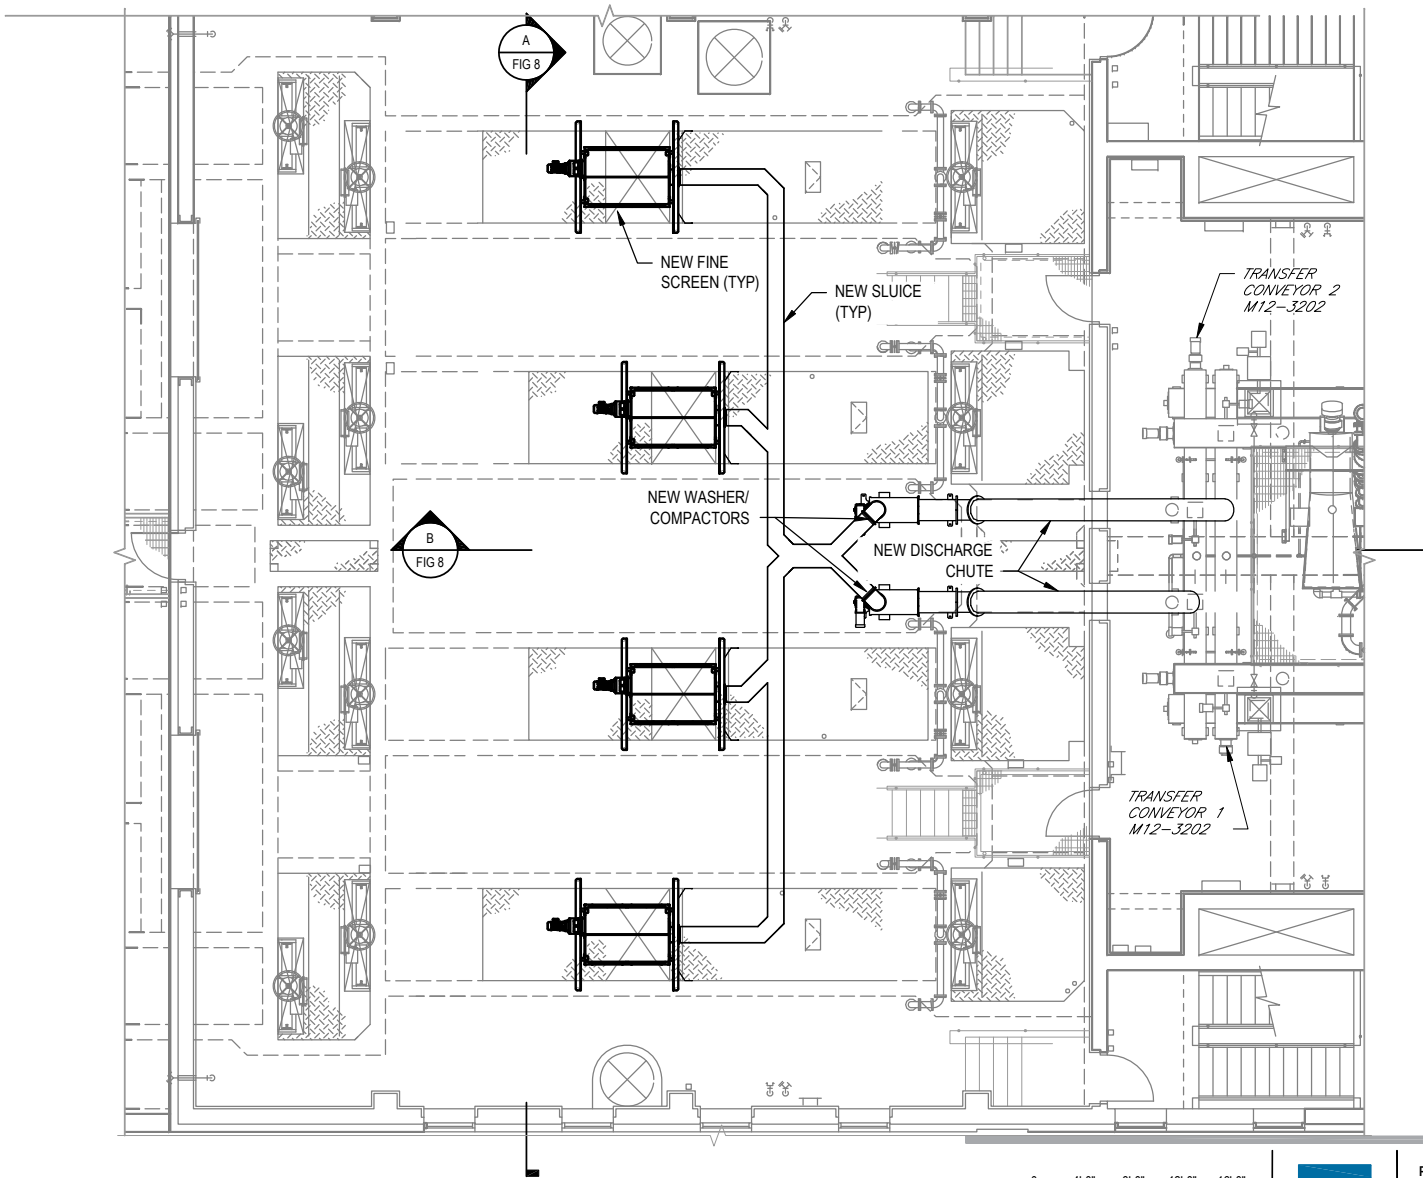 A
FIG 8
NEW FINE
SCREEN (TYP)
NEW SLUICE
(TYP)
TRANSFER
CONVEYOR 2
M12-3202
NEW WASHER/
COMPACTORS
B
FIG 8
NEW DISCHARGE
CHUTE
TRANSFER
CONVEYOR 1
M12-3202